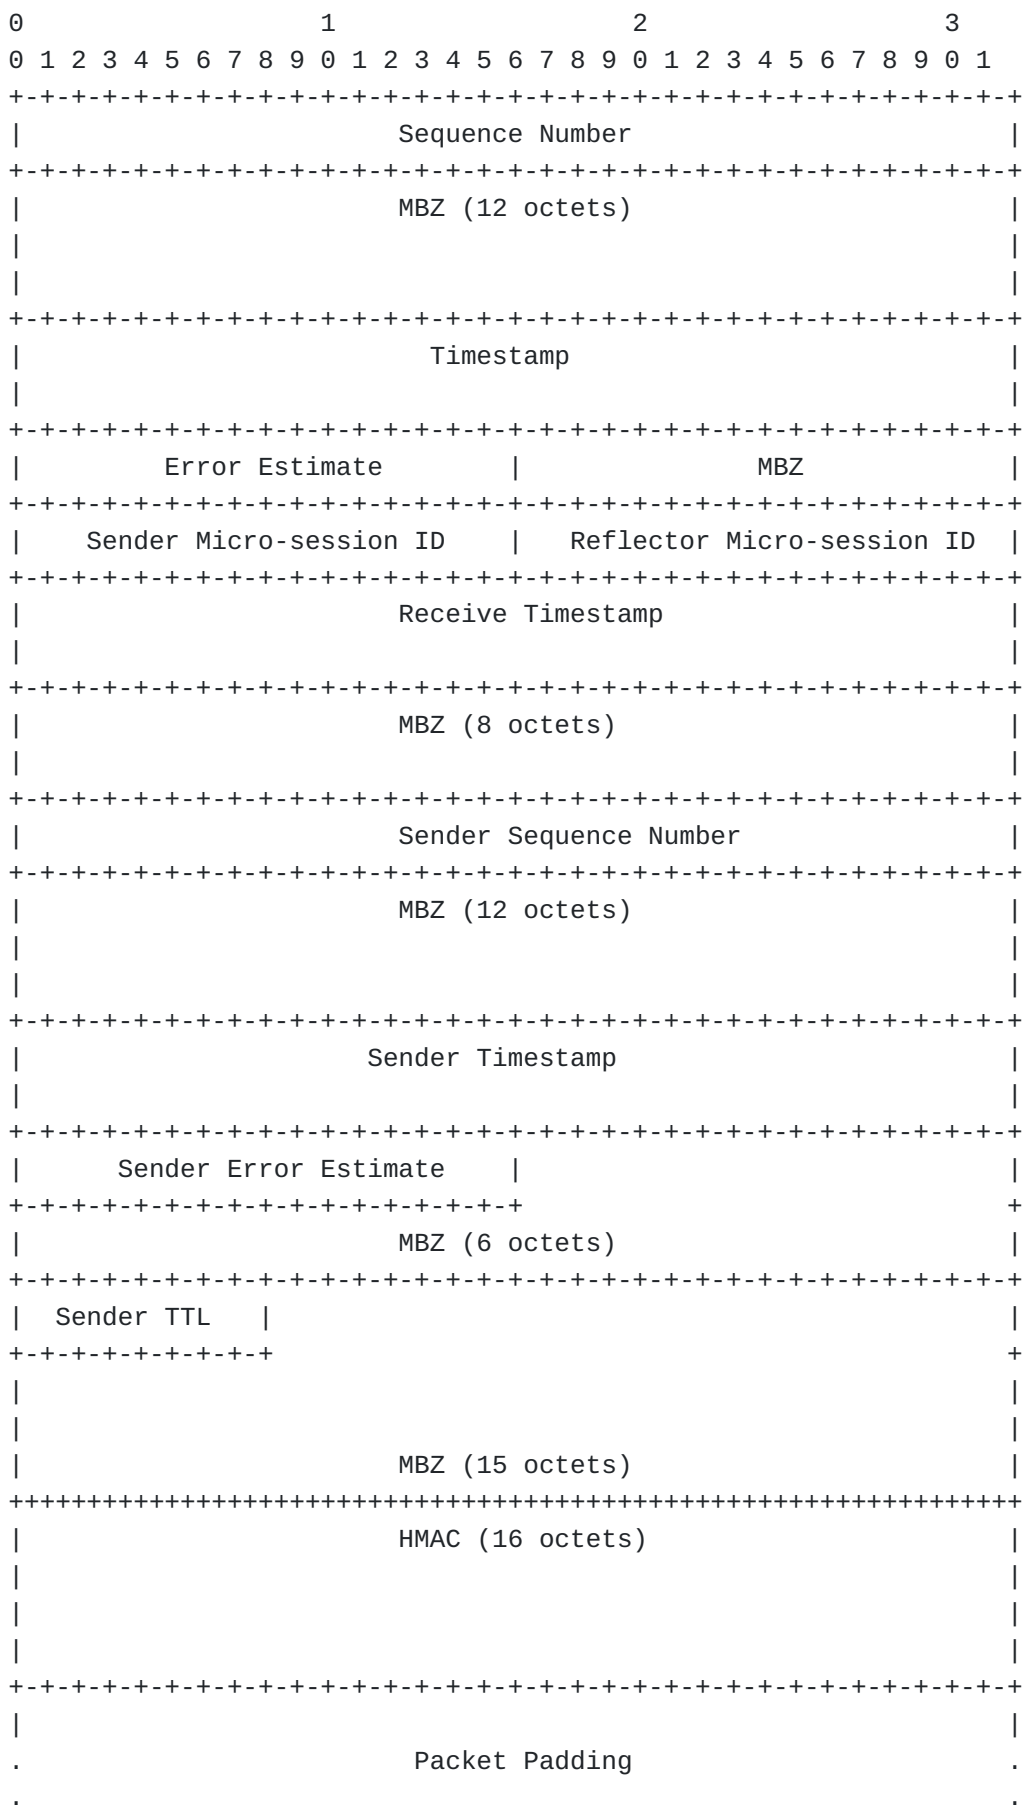 0                   1                   2                   3
0 1 2 3 4 5 6 7 8 9 0 1 2 3 4 5 6 7 8 9 0 1 2 3 4 5 6 7 8 9 0 1
+-+-+-+-+-+-+-+-+-+-+-+-+-+-+-+-+-+-+-+-+-+-+-+-+-+-+-+-+-+-+-+-+
|                        Sequence Number                        |
+-+-+-+-+-+-+-+-+-+-+-+-+-+-+-+-+-+-+-+-+-+-+-+-+-+-+-+-+-+-+-+-+
|                        MBZ (12 octets)                        |
|                                                               |
|                                                               |
+-+-+-+-+-+-+-+-+-+-+-+-+-+-+-+-+-+-+-+-+-+-+-+-+-+-+-+-+-+-+-+-+
|                          Timestamp                            |
|                                                               |
+-+-+-+-+-+-+-+-+-+-+-+-+-+-+-+-+-+-+-+-+-+-+-+-+-+-+-+-+-+-+-+-+
|         Error Estimate        |               MBZ             |
+-+-+-+-+-+-+-+-+-+-+-+-+-+-+-+-+-+-+-+-+-+-+-+-+-+-+-+-+-+-+-+-+
|    Sender Micro-session ID    |   Reflector Micro-session ID  |
+-+-+-+-+-+-+-+-+-+-+-+-+-+-+-+-+-+-+-+-+-+-+-+-+-+-+-+-+-+-+-+-+
|                        Receive Timestamp                      |
|                                                               |
+-+-+-+-+-+-+-+-+-+-+-+-+-+-+-+-+-+-+-+-+-+-+-+-+-+-+-+-+-+-+-+-+
|                        MBZ (8 octets)                         |
|                                                               |
+-+-+-+-+-+-+-+-+-+-+-+-+-+-+-+-+-+-+-+-+-+-+-+-+-+-+-+-+-+-+-+-+
|                        Sender Sequence Number                 |
+-+-+-+-+-+-+-+-+-+-+-+-+-+-+-+-+-+-+-+-+-+-+-+-+-+-+-+-+-+-+-+-+
|                        MBZ (12 octets)                        |
|                                                               |
|                                                               |
+-+-+-+-+-+-+-+-+-+-+-+-+-+-+-+-+-+-+-+-+-+-+-+-+-+-+-+-+-+-+-+-+
|                      Sender Timestamp                         |
|                                                               |
+-+-+-+-+-+-+-+-+-+-+-+-+-+-+-+-+-+-+-+-+-+-+-+-+-+-+-+-+-+-+-+-+
|      Sender Error Estimate    |                               |
+-+-+-+-+-+-+-+-+-+-+-+-+-+-+-+-+                               +
|                        MBZ (6 octets)                         |
+-+-+-+-+-+-+-+-+-+-+-+-+-+-+-+-+-+-+-+-+-+-+-+-+-+-+-+-+-+-+-+-+
|  Sender TTL   |                                               |
+-+-+-+-+-+-+-+-+                                               +
|                                                               |
|                                                               |
|                        MBZ (15 octets)                        |
+++++++++++++++++++++++++++++++++++++++++++++++++++++++++++++++++
|                        HMAC (16 octets)                       |
|                                                               |
|                                                               |
|                                                               |
+-+-+-+-+-+-+-+-+-+-+-+-+-+-+-+-+-+-+-+-+-+-+-+-+-+-+-+-+-+-+-+-+
|                                                               |
.                         Packet Padding                        .
.                                                               .